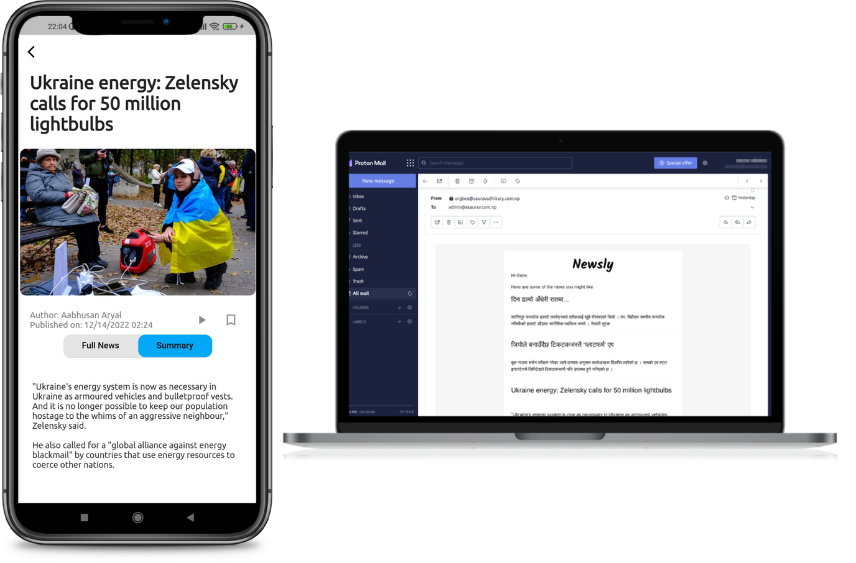 22:04
Ukraine energy: Zelensky
calls for 50 million
lightbulbs
Author: Aabhusan Aryal
Published on: 12/14/2022 02:24
Full News
Summary
"Ukraine's energy system is now as necessary in
Ukraine as armoured vehicles and bulletproof vests.
And it is no longer possible to keep our population
hostage to the whims of an aggressive neighbour,"
Zelensky said.
He also called for a "global alliance against energy
blackmail" by countries that use energy resources to
coerce other nations.
Proton Mail
Search messages
Special offer
New message
Inbox
Drafts
Sent
Starred
LESS
Archive
Spam
Trash
All mail
FOLDERS
LABELS
From
To
Yesterday
Newsly
Hi there,
Here are some of the news you might like
दिन ढल्यो अँधेरी रातमा...
जियोले बनाउँदैछ टिकटकजस्तै 'प्लाटफर्म' एप
Ukraine energy: Zelensky calls for 50 million lightbulbs
"Ukraine's energy system is now as necessary in Ukraine as armoured vehicles